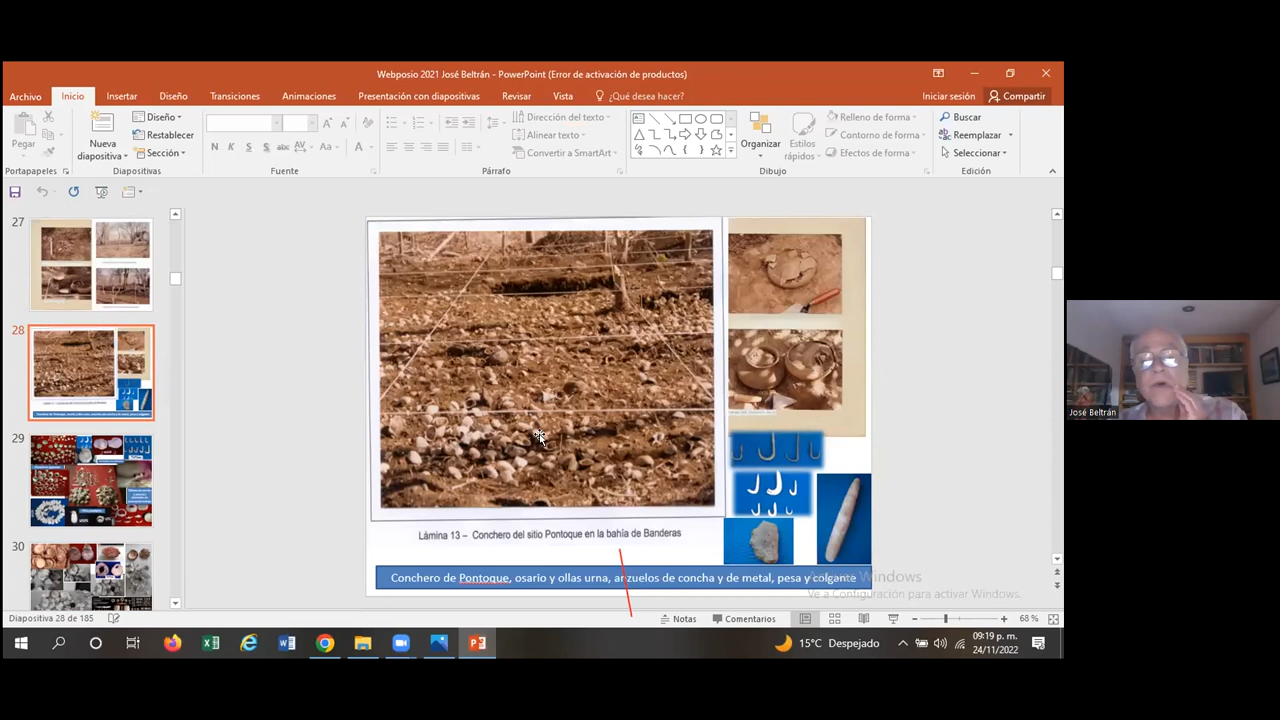 Webposio 2021 José Beltrán - PowerPoint (Error de activación de productos)
Archivo Inicio Insertar Diseño Transiciones Animaciones Presentación con diapositivas Revisar Vista ¿Qué desea hacer? Iniciar sesión Compartir
Pegar
Nueva diapositiva
Diseño
Restablecer
Sección
N K S abc AV Aa A
Dirección del texto
Alinear texto
Convertir a SmartArt
Organizar
Estilos rápidos
Relleno de forma
Contorno de forma
Efectos de forma
Buscar
Reemplazar
Seleccionar
Portapapeles Diapositivas Fuente Párrafo Dibujo Edición
27
28
29
30
Lámina 13 – Conchero del sitio Pontoque en la bahía de Banderas
Conchero de Pontoque, osario y ollas urna, anzuelos de concha y de metal, pesa y colgante
Windows
Ve a Configuración para activar Windows.
José Beltrán
Diapositiva 28 de 185 Notas Comentarios 68 %
15°C Despejado
09:19 p. m.
24/11/2022